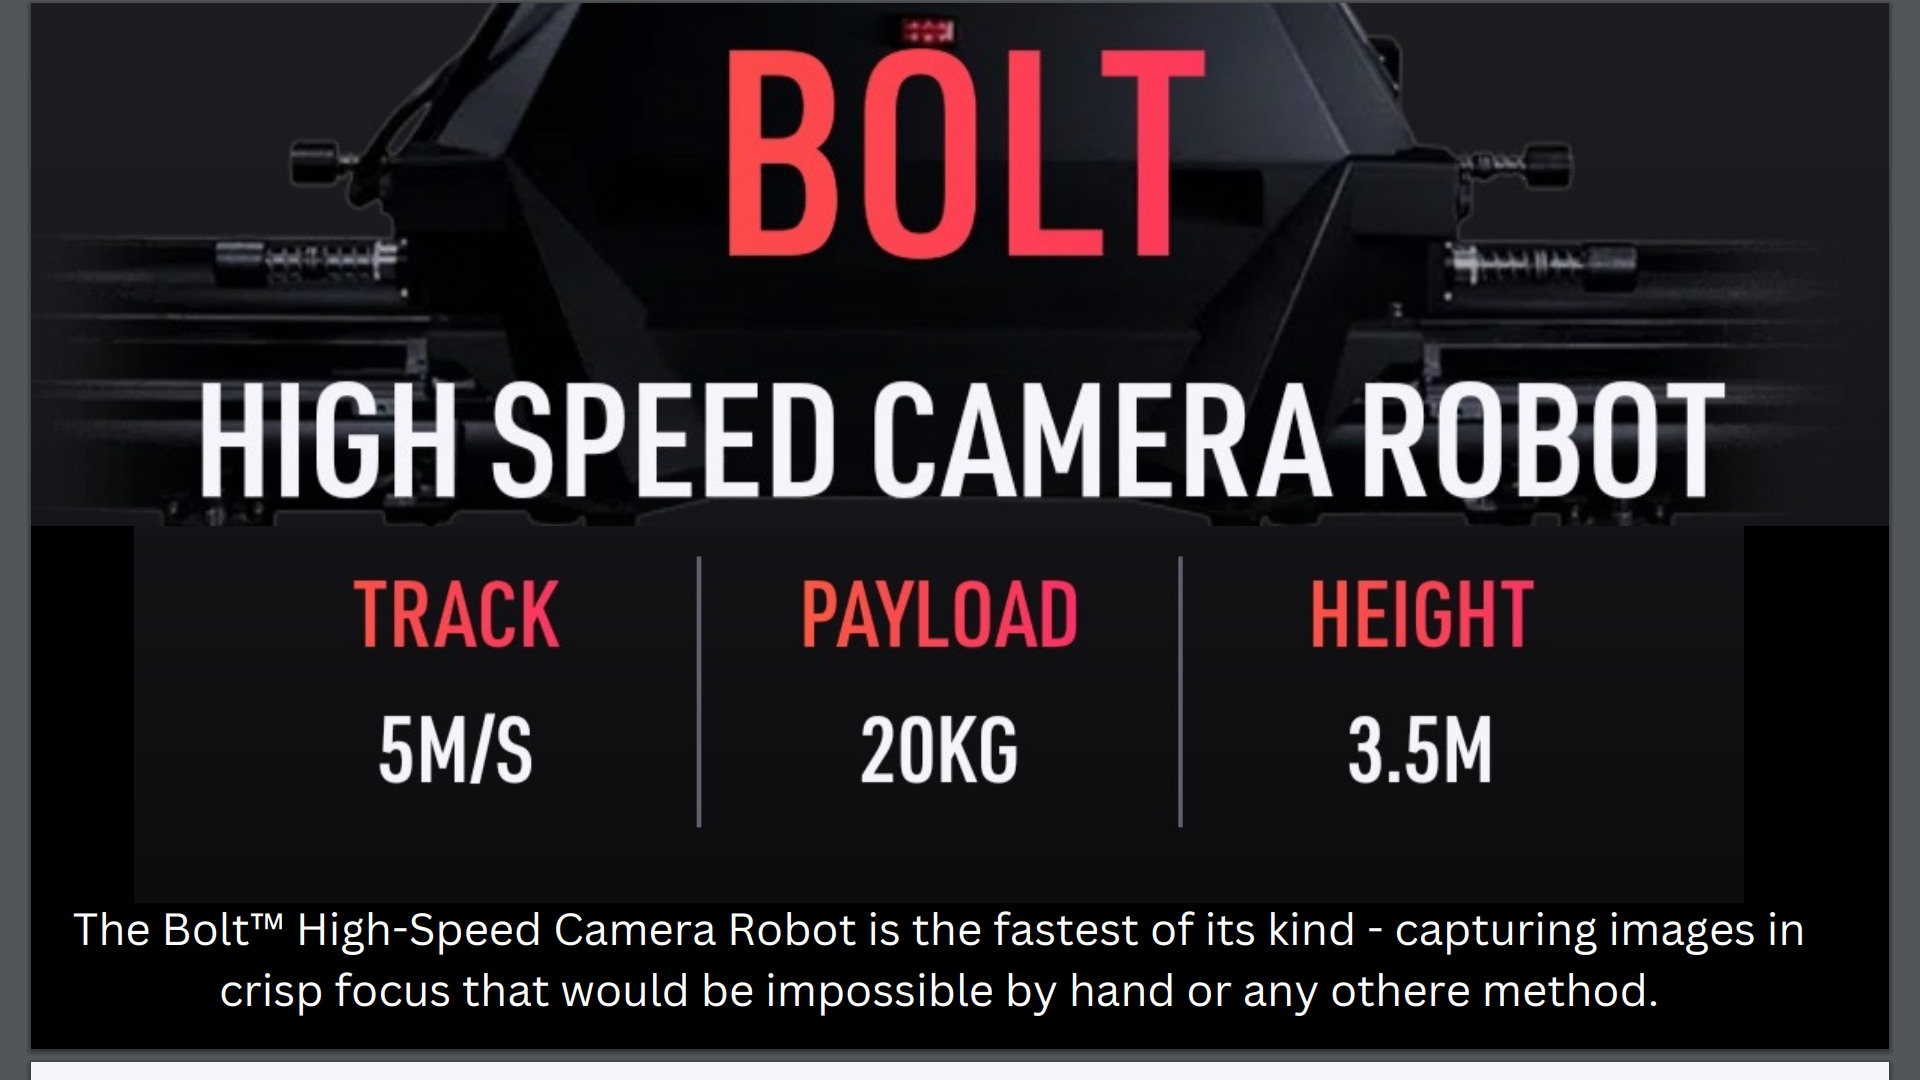 BOLT
HIGH SPEED CAMERA ROBOT
TRACK
PAYLOAD
HEIGHT
5M/S
20KG
3.5M
The Bolt™ High-Speed Camera Robot is the fastest of its kind - capturing images in
crisp focus that would be impossible by hand or any othere method.